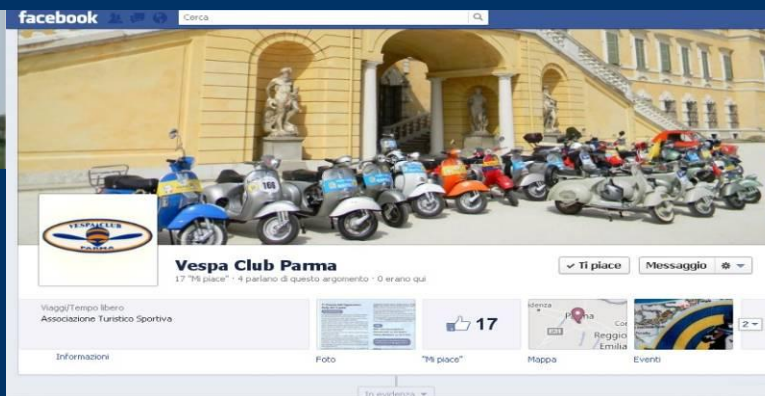 facebook
Cerca
166
VESPA CLUB
PARMA
Vespa Club Parma
17 "Mi piace" · 4 parlano di questo argomento · 0 erano qui
Ti piace
Messaggio
Viaggi/Tempo libero
Associazione Turistico Sportiva
Informazioni
Foto
17
"Mi piace"
Reggio
Emilia
Mappa
Eventi
2
In evidenza